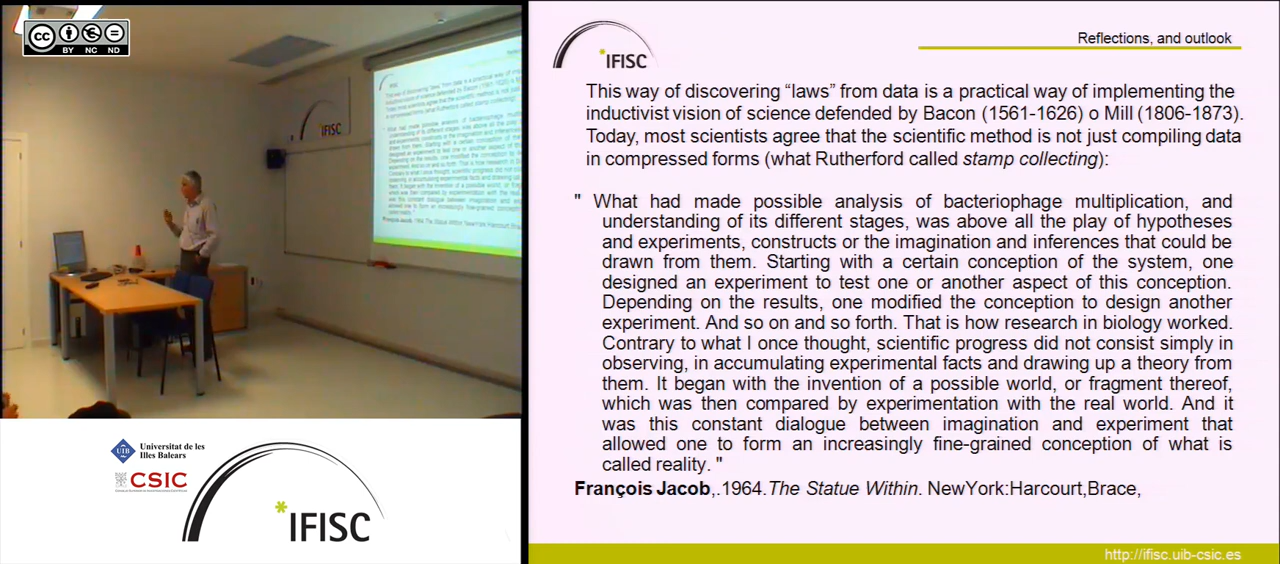 cc
BY NC ND
IFISC
Universitat de les
Illes Balears
UIB
CSIC
IFISC
IFISC
Reflections, and outlook
This way of discovering “laws” from data is a practical way of implementing the
inductivist vision of science defended by Bacon (1561-1626) o Mill (1806-1873).
Today, most scientists agree that the scientific method is not just compiling data
in compressed forms (what Rutherford called stamp collecting):
" What had made possible analysis of bacteriophage multiplication, and
understanding of its different stages, was above all the play of hypotheses
and experiments, constructs or the imagination and inferences that could be
drawn from them. Starting with a certain conception of the system, one
designed an experiment to test one or another aspect of this conception.
Depending on the results, one modified the conception to design another
experiment. And so on and so forth. That is how research in biology worked.
Contrary to what I once thought, scientific progress did not consist simply in
observing, in accumulating experimental facts and drawing up a theory from
them. It began with the invention of a possible world, or fragment thereof,
which was then compared by experimentation with the real world. And it
was this constant dialogue between imagination and experiment that
allowed one to form an increasingly fine-grained conception of what is
called reality. "
François Jacob,.1964.The Statue Within. NewYork:Harcourt,Brace,
http://ifisc.uib-csic.es